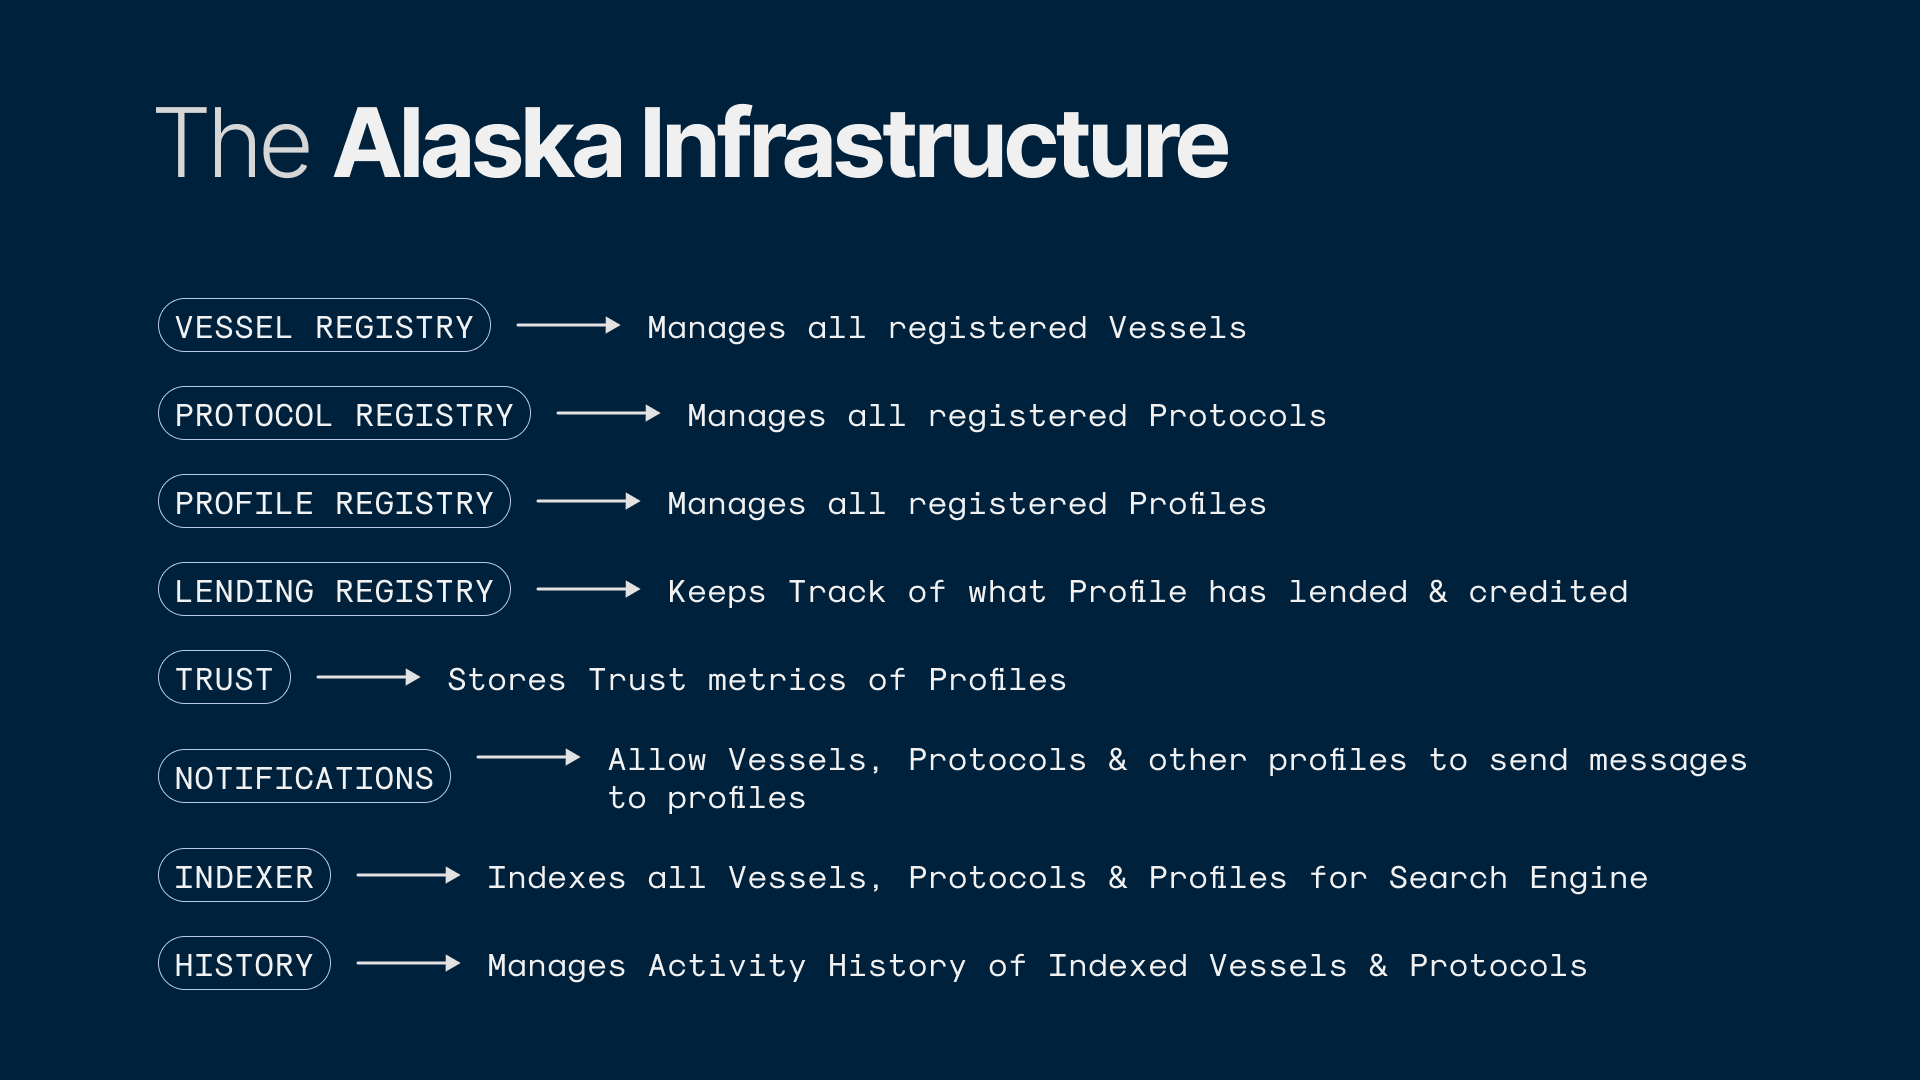 The Alaska Infrastructure
VESSEL REGISTRY Manages all registered Vessels
PROTOCOL REGISTRY Manages all registered Protocols
PROFILE REGISTRY Manages all registered Profiles
LENDING REGISTRY Keeps Track of what Profile has lended & credited
TRUST Stores Trust metrics of Profiles
NOTIFICATIONS Allow Vessels, Protocols & other profiles to send messages
to profiles
INDEXER Indexes all Vessels, Protocols & Profiles for Search Engine
HISTORY Manages Activity History of Indexed Vessels & Protocols